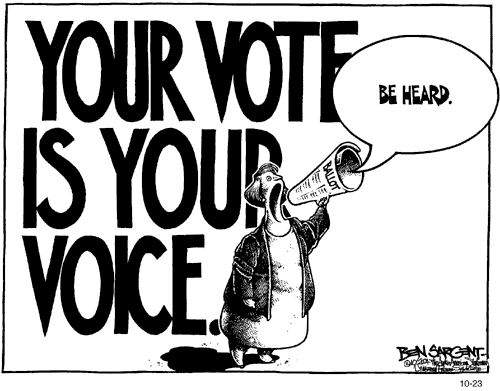 YOUR VOTE
IS YOUR
VOICE.
BE HEARD.
BALLOT
BEN SARGENT
10-23